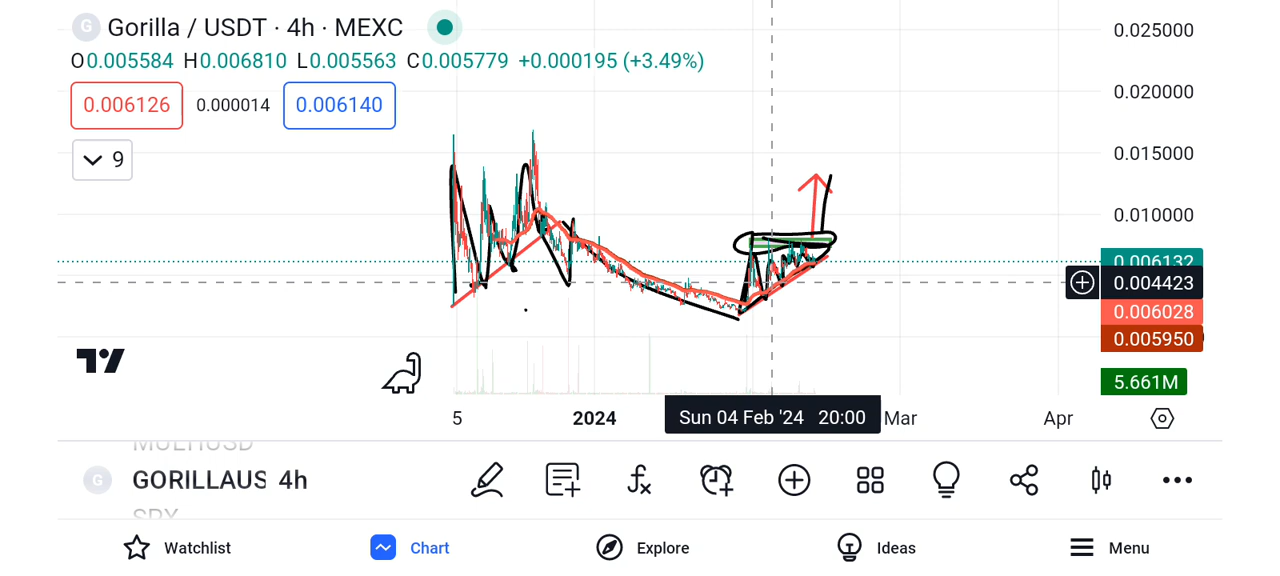 G Gorilla / USDT · 4h · MEXC
O0.005584 H0.006810 L0.005563 C0.005779 +0.000195 (+3.49%)
0.006126 0.000014 0.006140
9
0.025000
0.020000
0.015000
0.010000
0.006132
0.004423
0.006028
0.005950
5.661M
5 2024 Sun 04 Feb '24 20:00 Mar Apr
MULTIUSD
G GORILLAUS 4h
SPY
Watchlist Chart Explore Ideas Menu